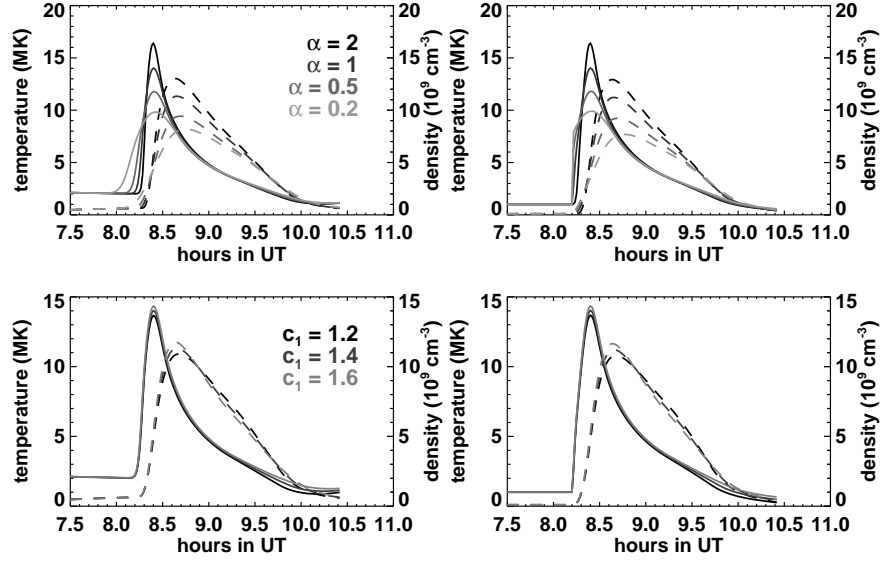 temperature (MK)
20
15
10
5
0
α = 2
α = 1
α = 0.5
α = 0.2
20
15
10
5
0
density (10⁹ cm⁻³)
7.5 8.0 8.5 9.0 9.5 10.0 10.5 11.0
hours in UT
temperature (MK)
20
15
10
5
0
20
15
10
5
0
density (10⁹ cm⁻³)
7.5 8.0 8.5 9.0 9.5 10.0 10.5 11.0
hours in UT
temperature (MK)
15
10
5
0
c₁ = 1.2
c₁ = 1.4
c₁ = 1.6
15
10
5
0
density (10⁹ cm⁻³)
7.5 8.0 8.5 9.0 9.5 10.0 10.5 11.0
hours in UT
temperature (MK)
15
10
5
0
15
10
5
0
density (10⁹ cm⁻³)
7.5 8.0 8.5 9.0 9.5 10.0 10.5 11.0
hours in UT